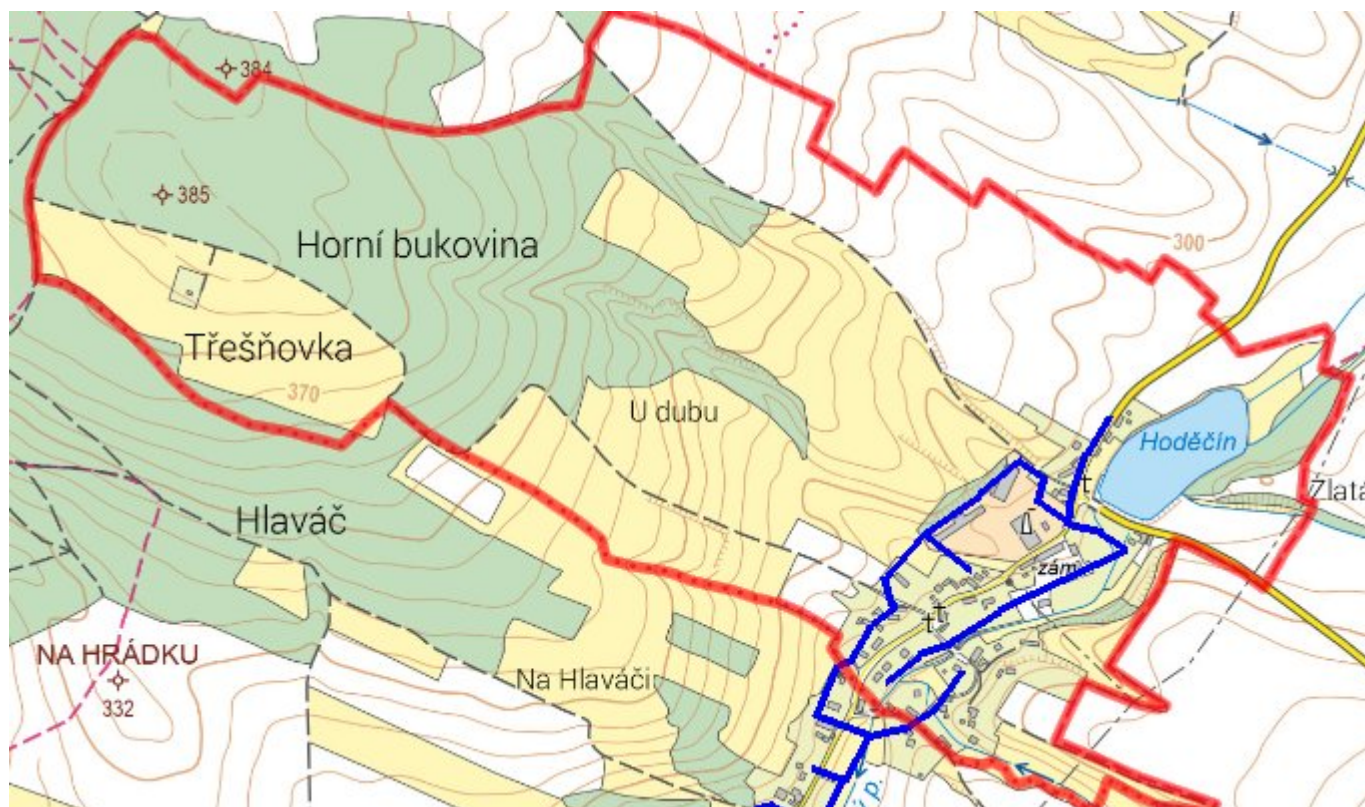 384
385
300
Horní bukovina
Třešňovka
370
U dubu
Hoděčín
Zlatá
Hlaváč
zám.
NA HRÁDKU
332
Na Hlaváči
ú p.